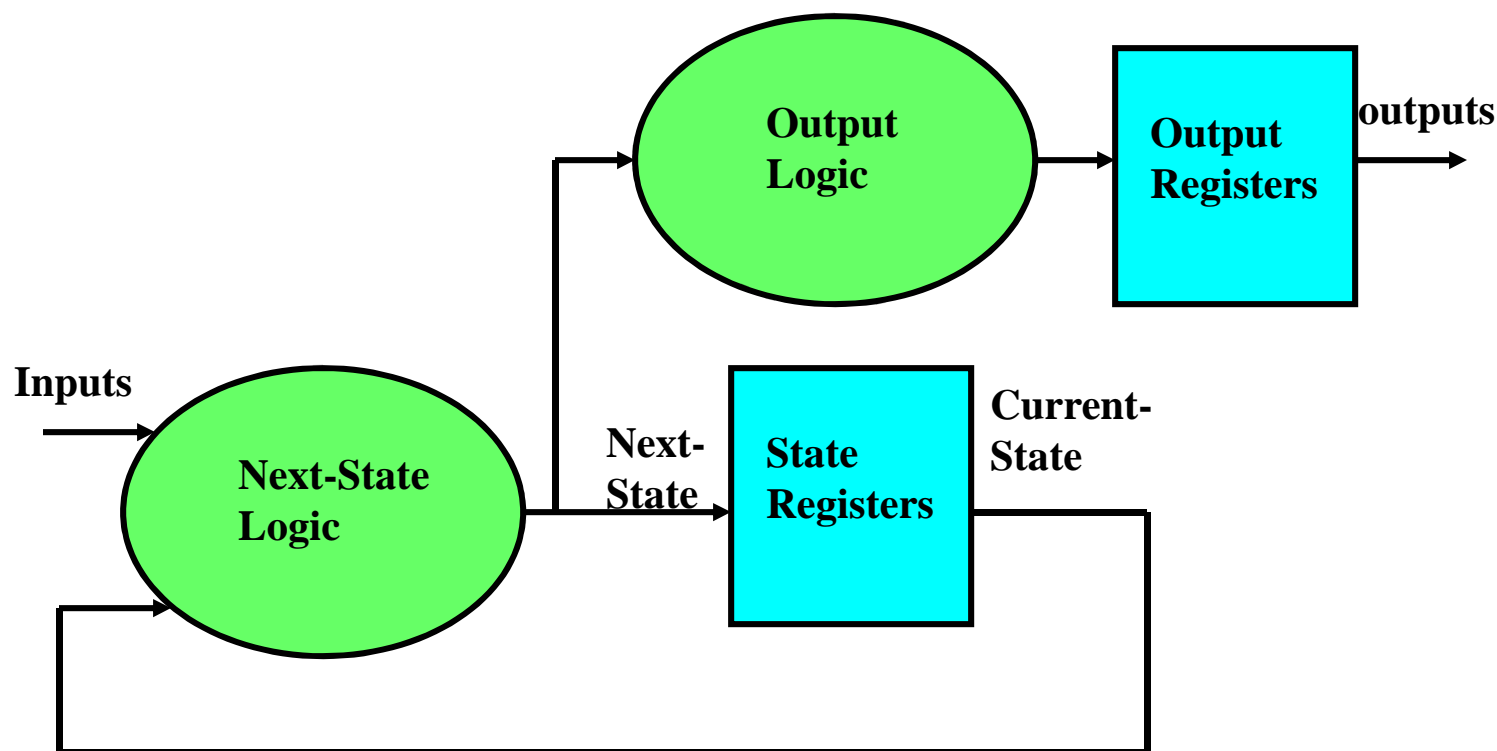 Output
Logic
Output
Registers
outputs
Inputs
Next-State
Logic
Next-
State
State
Registers
Current-
State